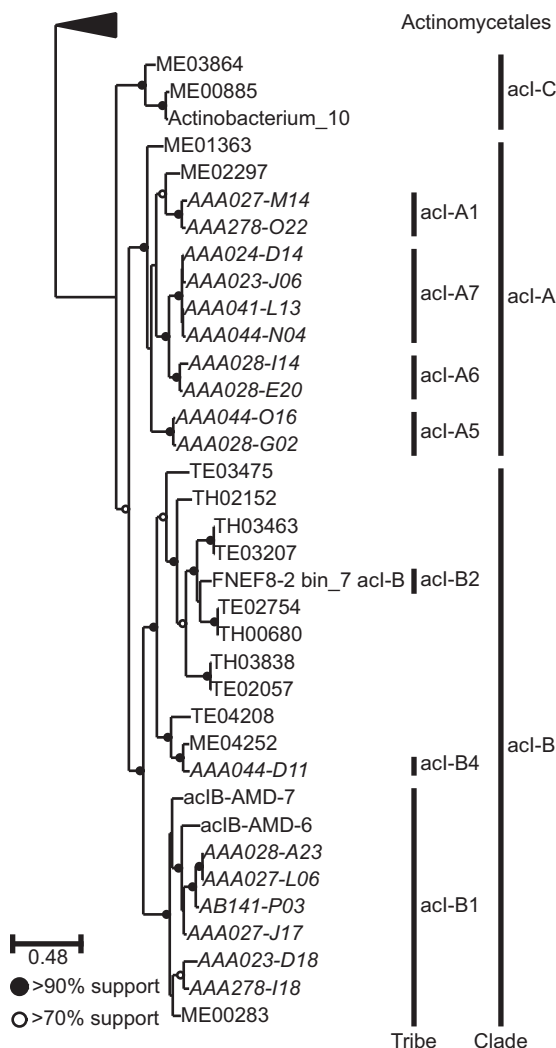 Actinomycetales
ME03864
ME00885
acI-C
Actinobacterium_10
ME01363
ME02297
AAA027-M14
acI-A1
AAA278-O22
AAA024-D14
AAA023-J06
acI-A7
acI-A
AAA041-L13
AAA044-N04
AAA028-I14
acI-A6
AAA028-E20
AAA044-O16
acI-A5
AAA028-G02
TE03475
TH02152
TH03463
TE03207
FNEF8-2 bin_7 acI-B
acI-B2
TE02754
TH00680
TH03838
TE02057
TE04208
acI-B
ME04252
AAA044-D11
acI-B4
acIB-AMD-7
acIB-AMD-6
AAA028-A23
AAA027-L06
AB141-P03
acI-B1
AAA027-J17
AAA023-D18
0.48
>90% support
AAA278-I18
>70% support
ME00283
Tribe
Clade